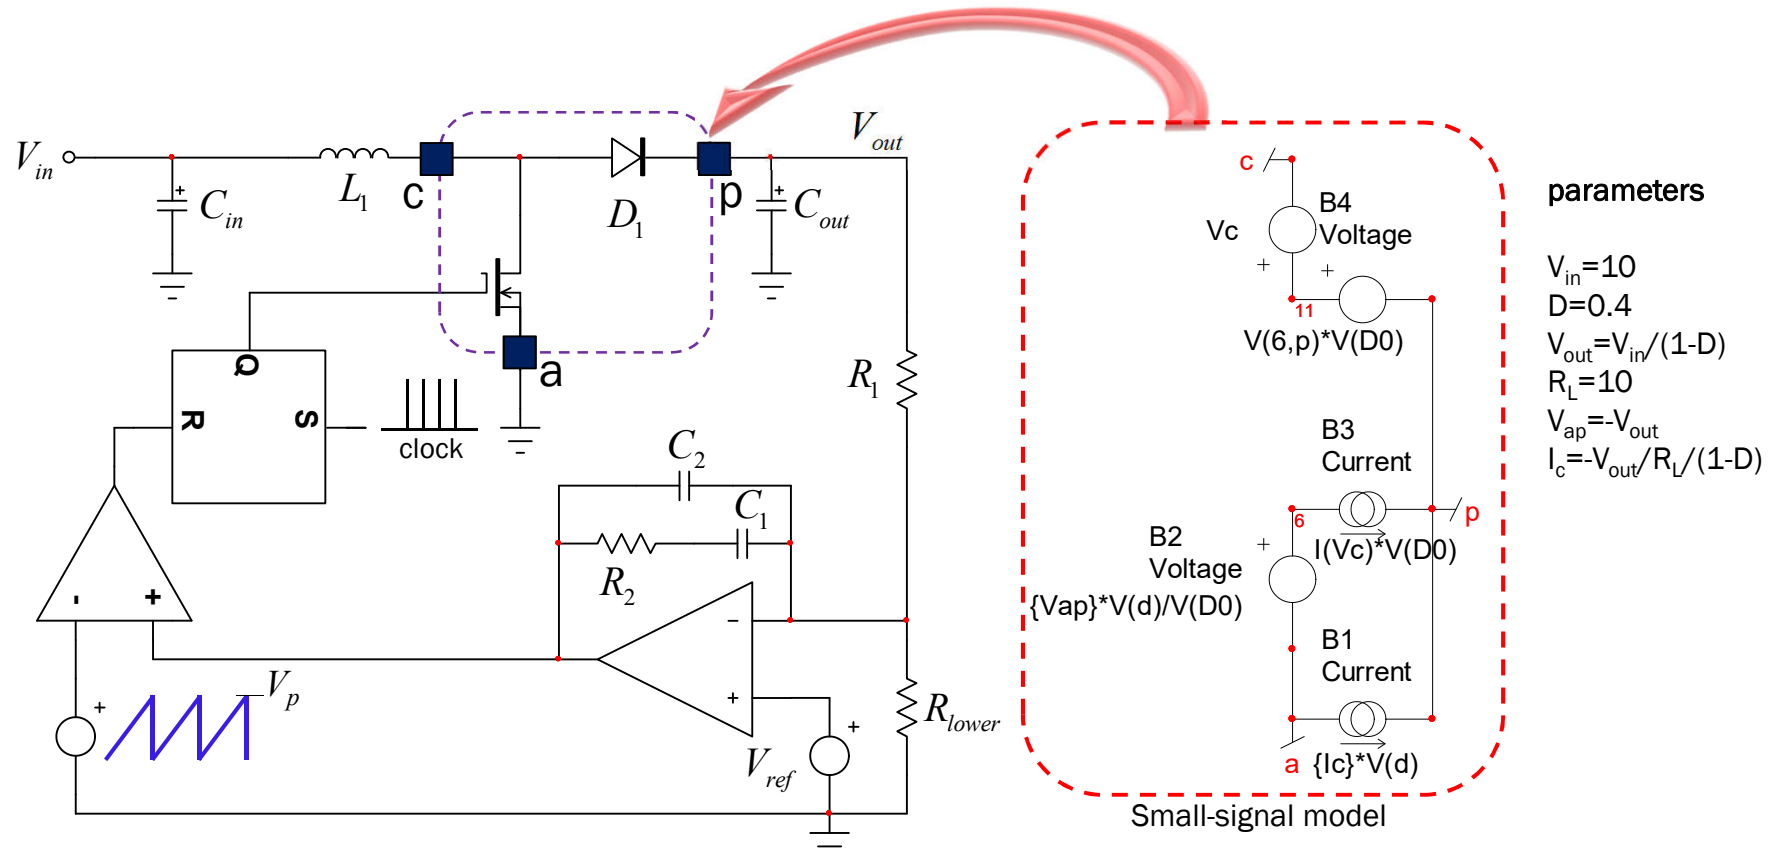 V_in
C_in
L_1
c
D_1
p
V_out
C_out
a
Q
R
S
clock
R_1
C_2
C_1
R_2
-
+
-
+
+
V_p
+
V_ref
R_lower
c
Vc
B4
Voltage
+
+
11
V(6,p)*V(D0)
B3
Current
6
p
I(Vc)*V(D0)
B2
Voltage
+
{Vap}*V(d)/V(D0)
B1
Current
a
{Ic}*V(d)
Small-signal model
parameters
V_in=10
D=0.4
V_out=V_in/(1-D)
R_L=10
V_ap=-V_out
I_c=-V_out/R_L/(1-D)